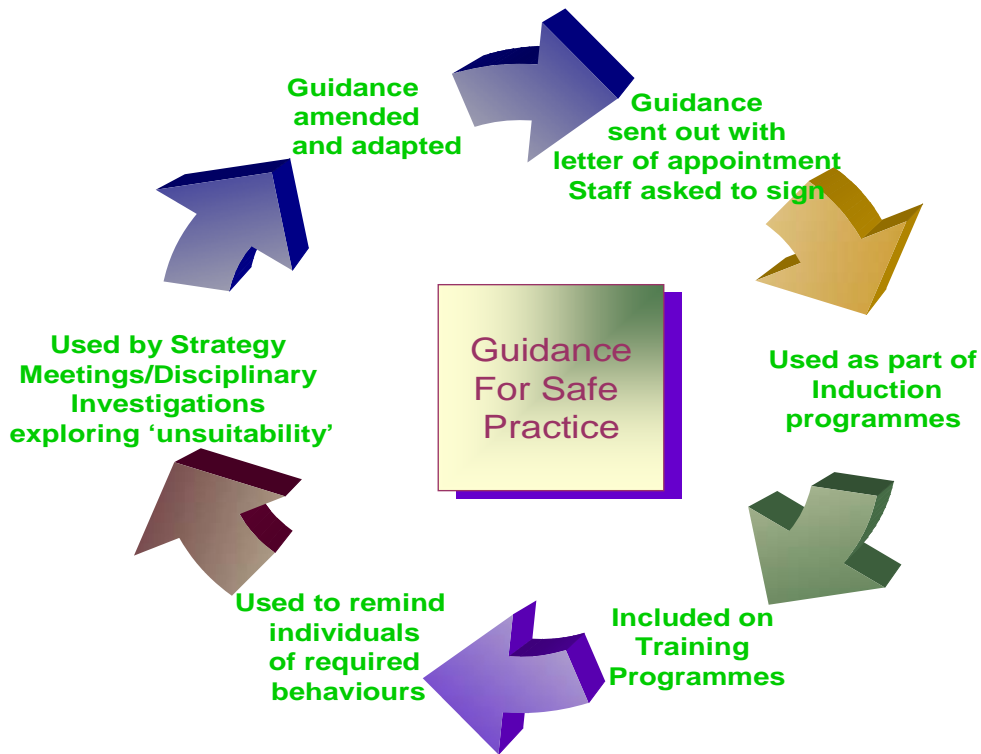 Guidance
amended
and adapted
Guidance
sent out with
letter of appointment
Staff asked to sign
Used as part of
Induction
programmes
Included on
Training
Programmes
Used to remind
individuals
of required
behaviours
Used by Strategy
Meetings/Disciplinary
Investigations
exploring ‘unsuitability’
Guidance
For Safe
Practice